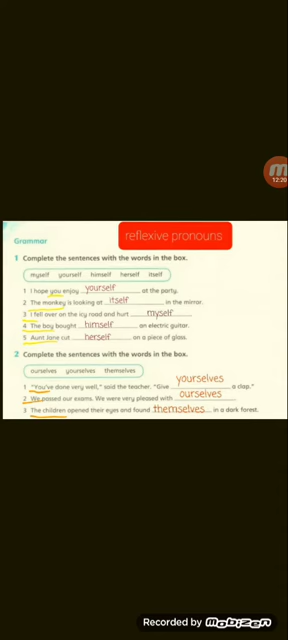 12:20
reflexive pronouns
Grammar
1 Complete the sentences with the words in the box.
myself yourself himself herself itself
1 I hope you enjoy yourself at the party.
2 The monkey is looking at itself in the mirror.
3 I fell over on the icy road and hurt myself
4 The boy bought himself an electric guitar.
5 Aunt Jane cut herself on a piece of glass.
2 Complete the sentences with the words in the box.
ourselves yourselves themselves
1 "You've done very well," said the teacher. "Give yourselves a clap."
2 We passed our exams. We were very pleased with ourselves
3 The children opened their eyes and found themselves in a dark forest.
Recorded by mobizen